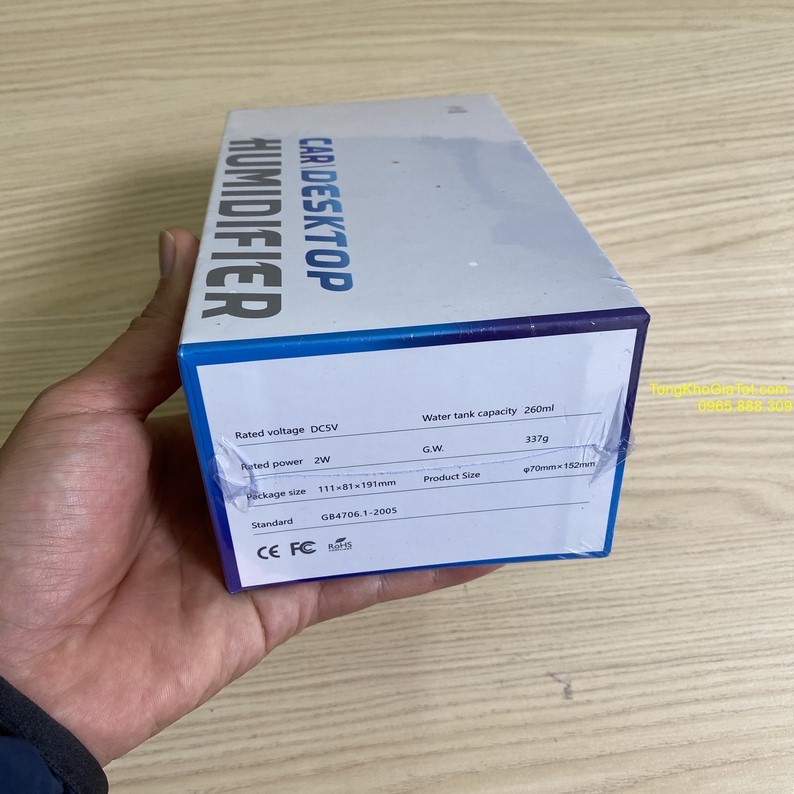 CAR\DESKTOP
HUMIDIFIER
Rated voltage DC5V Water tank capacity 260ml
Rated power 2W G.W. 337g
Package size 111×81×191mm Product Size φ70mm×152mm
Standard GB4706.1-2005
CE FC RoHS
TongKhoGiaTot.com
0965.888.309